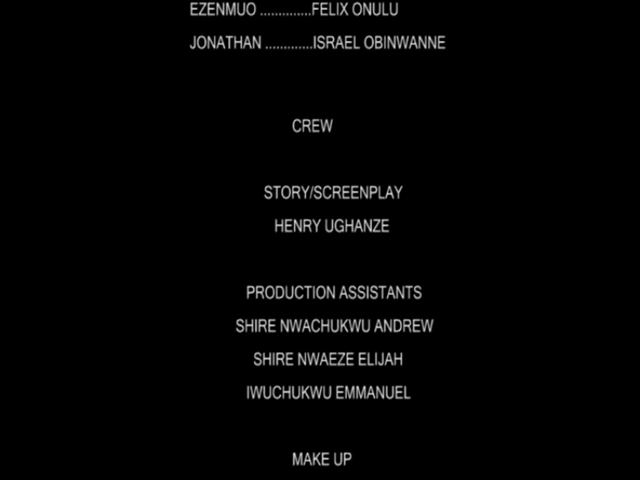 EZENMUO ..............FELIX ONULU
JONATHAN .............ISRAEL OBINWANNE
CREW
STORY/SCREENPLAY
HENRY UGHANZE
PRODUCTION ASSISTANTS
SHIRE NWACHUKWU ANDREW
SHIRE NWAEZE ELIJAH
IWUCHUKWU EMMANUEL
MAKE UP